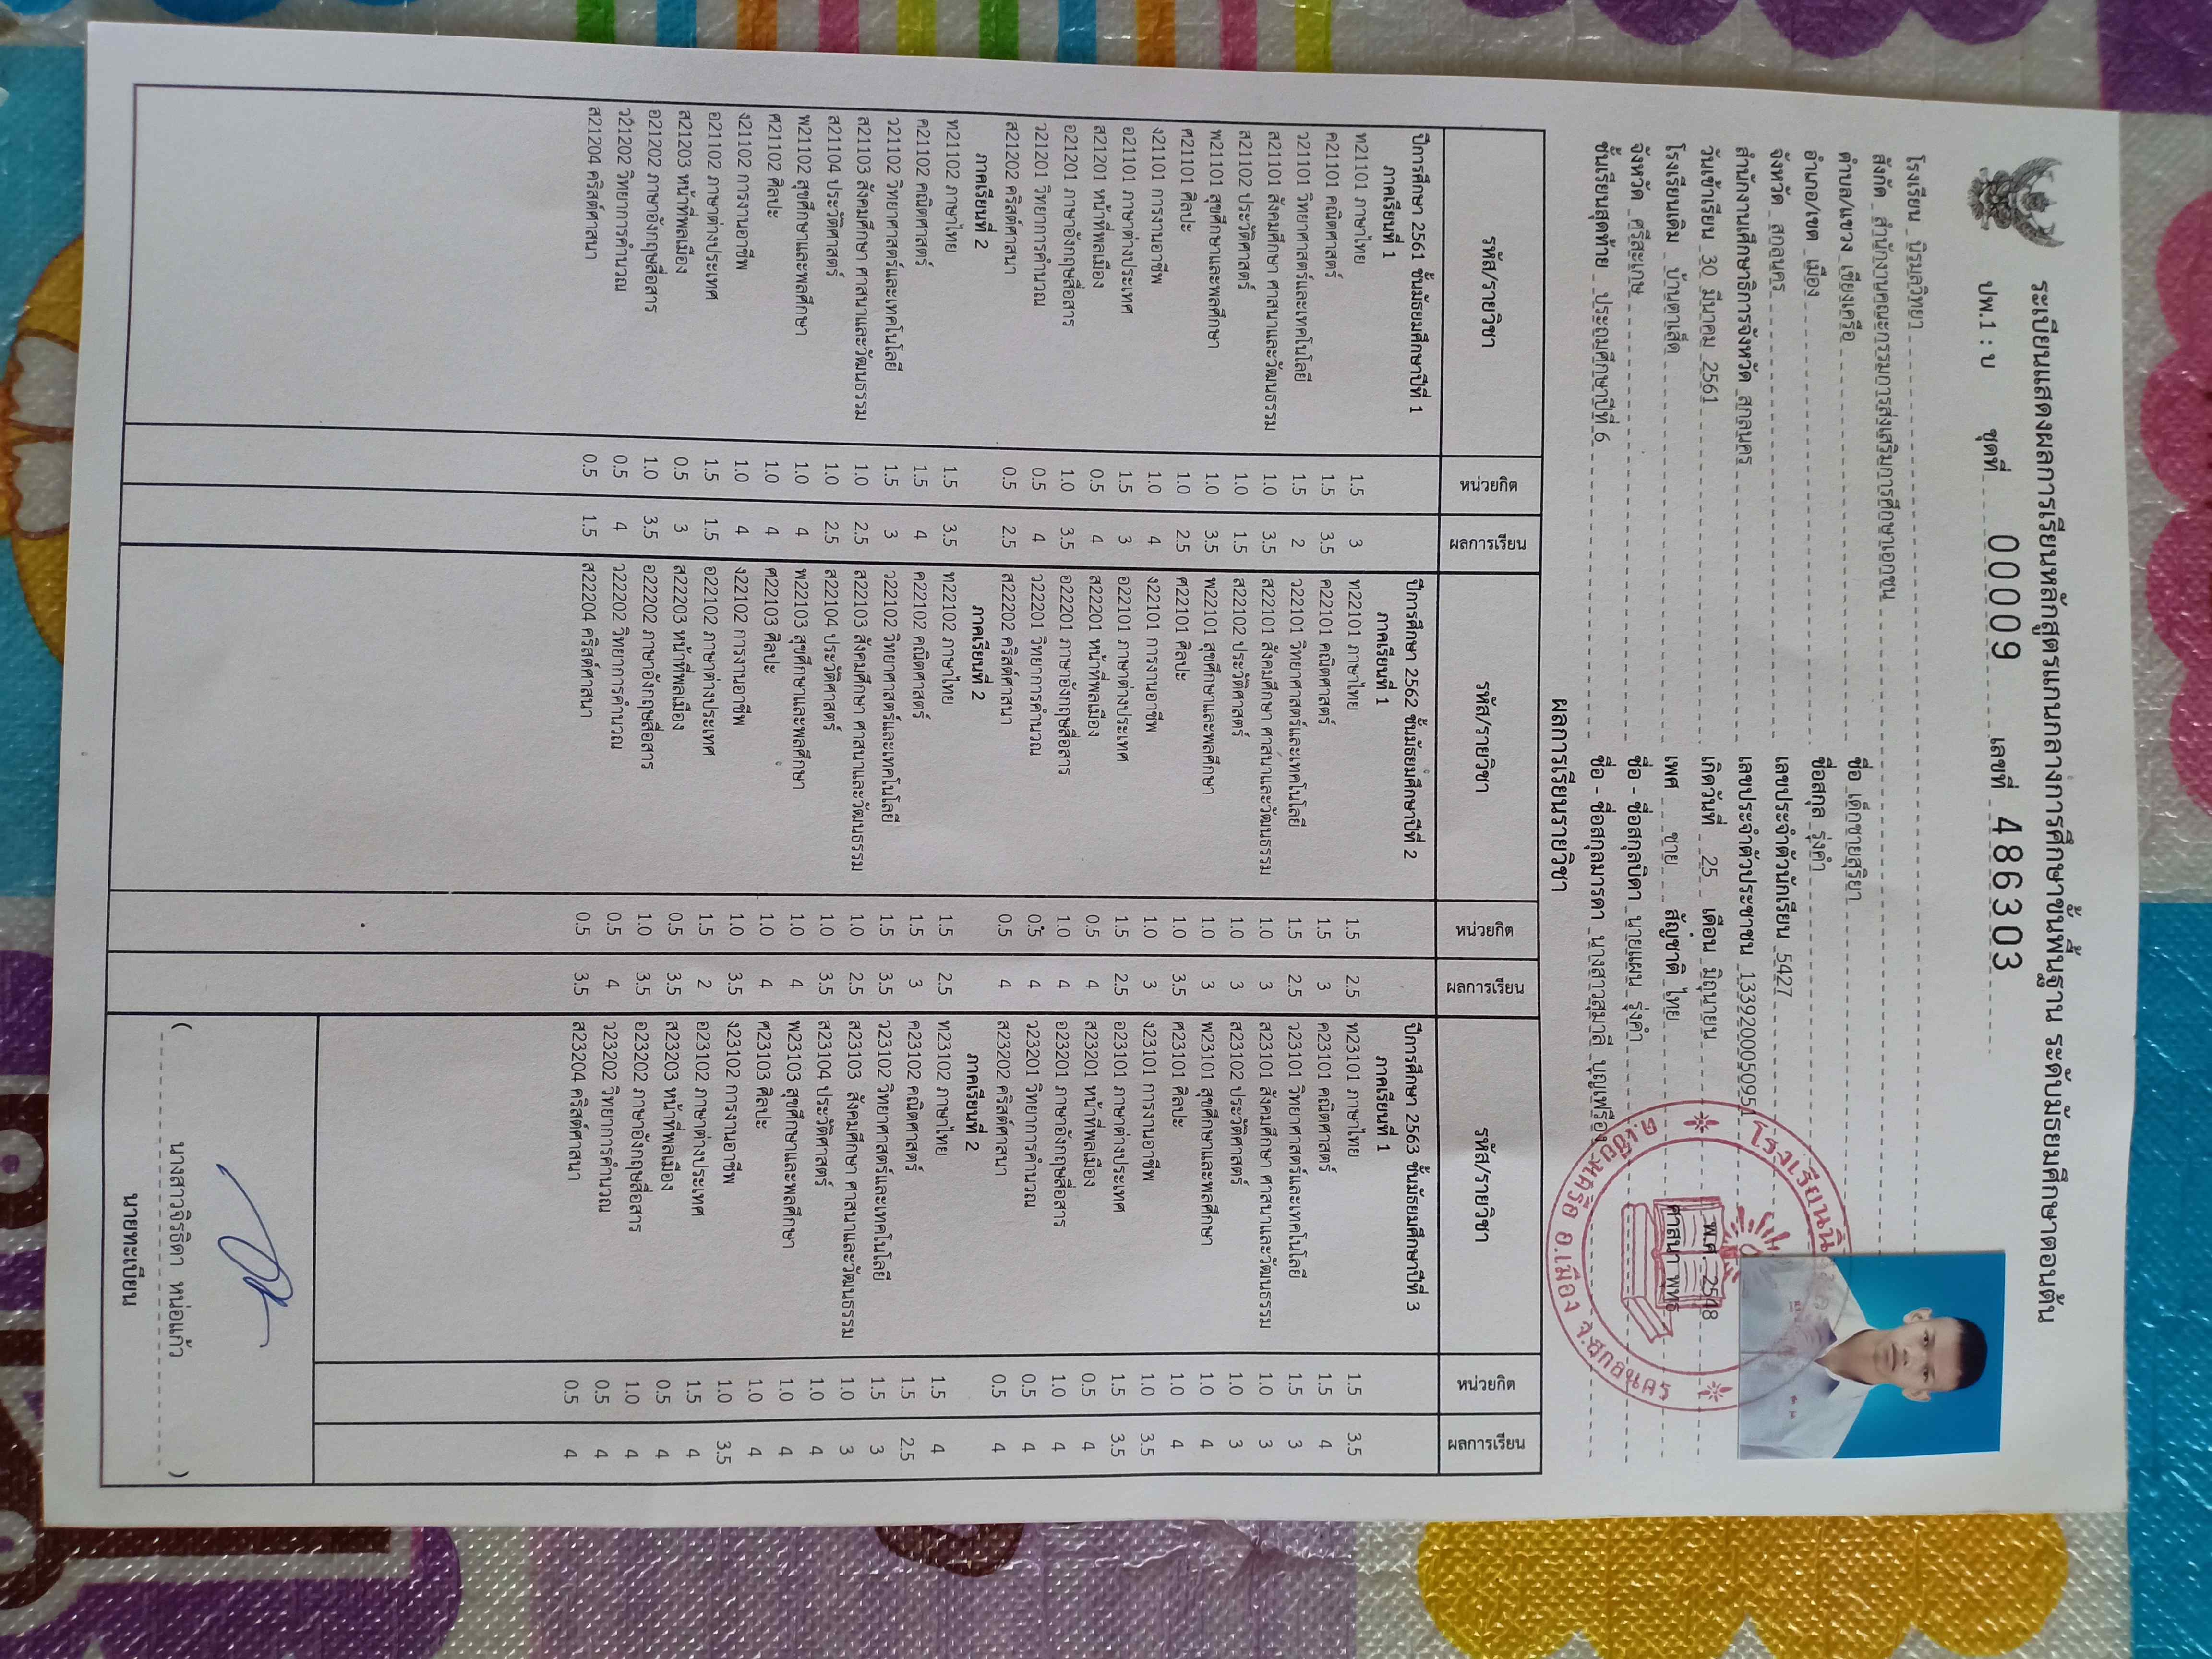 ระเบียนแสดงผลการเรียนหลักสูตรแกนกลางการศึกษาขั้นพื้นฐาน ระดับมัธยมศึกษาตอนต้น
ปพ.1 : บ ชุดที่ 00009 เลขที่ 486303
โรงเรียน นิรมลวิทยา
สังกัด สำนักงานคณะกรรมการส่งเสริมการศึกษาเอกชน
ตำบล/แขวง เชียงเครือ
อำเภอ/เขต เมือง
จังหวัด สกลนคร
สำนักงานศึกษาธิการจังหวัด สกลนคร
วันเข้าเรียน 30 มีนาคม 2561
โรงเรียนเดิม บ้านตาเส็ด
จังหวัด ศรีสะเกษ
ชั้นเรียนสุดท้าย ประถมศึกษาปีที่ 6
ชื่อ เด็กชายสุริยา
ชื่อสกุล รุ่งคำ
เลขประจำตัวนักเรียน 5427
เลขประจำตัวประชาชน 1339200050951
เกิดวันที่ 25 เดือน มิถุนายน พ.ศ. 2548
เพศ ชาย สัญชาติ ไทย ศาสนา พุทธ
ชื่อ - ชื่อสกุลบิดา นายแผน รุ่งคำ
ชื่อ - ชื่อสกุลมารดา นางสาวสุมาลี บุญเฟรือง
ต.เชียงเครือ อ.เมือง จ.สกลนคร
ผลการเรียนรายวิชา
รหัส/รายวิชา หน่วยกิต ผลการเรียน
ปีการศึกษา 2561 ชั้นมัธยมศึกษาปีที่ 1
ภาคเรียนที่ 1
ท21101 ภาษาไทย 1.5 3
ค21101 คณิตศาสตร์ 1.5 3.5
ว21101 วิทยาศาสตร์และเทคโนโลยี 1.5 2
ส21101 สังคมศึกษา ศาสนาและวัฒนธรรม 1.0 3.5
ส21102 ประวัติศาสตร์ 1.0 1.5
พ21101 สุขศึกษาและพลศึกษา 1.0 3.5
ศ21101 ศิลปะ 1.0 2.5
ง21101 การงานอาชีพ 1.0 4
อ21101 ภาษาต่างประเทศ 1.5 3
ส21201 หน้าที่พลเมือง 0.5 4
อ21201 ภาษาอังกฤษสื่อสาร 1.0 3.5
ว21201 วิทยาการคำนวณ 0.5 4
ส21202 คริสต์ศาสนา 0.5 2.5
ภาคเรียนที่ 2
ท21102 ภาษาไทย 1.5 3.5
ค21102 คณิตศาสตร์ 1.5 4
ว21102 วิทยาศาสตร์และเทคโนโลยี 1.5 3
ส21103 สังคมศึกษา ศาสนาและวัฒนธรรม 1.0 2.5
ส21104 ประวัติศาสตร์ 1.0 2.5
พ21102 สุขศึกษาและพลศึกษา 1.0 4
ศ21102 ศิลปะ 1.0 4
ง21102 การงานอาชีพ 1.0 4
อ21102 ภาษาต่างประเทศ 1.5 1.5
ส21203 หน้าที่พลเมือง 0.5 3
อ21202 ภาษาอังกฤษสื่อสาร 1.0 3.5
ว21202 วิทยาการคำนวณ 0.5 4
ส21204 คริสต์ศาสนา 0.5 1.5
รหัส/รายวิชา หน่วยกิต ผลการเรียน
ปีการศึกษา 2562 ชั้นมัธยมศึกษาปีที่ 2
ภาคเรียนที่ 1
ท22101 ภาษาไทย 1.5 2.5
ค22101 คณิตศาสตร์ 1.5 3
ว22101 วิทยาศาสตร์และเทคโนโลยี 1.5 2.5
ส22101 สังคมศึกษา ศาสนาและวัฒนธรรม 1.0 3
ส22102 ประวัติศาสตร์ 1.0 3
พ22101 สุขศึกษาและพลศึกษา 1.0 3
ศ22101 ศิลปะ 1.0 3.5
ง22101 การงานอาชีพ 1.0 3
อ22101 ภาษาต่างประเทศ 1.5 2.5
ส22201 หน้าที่พลเมือง 0.5 4
อ22201 ภาษาอังกฤษสื่อสาร 1.0 4
ว22201 วิทยาการคำนวณ 0.5 4
ส22202 คริสต์ศาสนา 0.5 4
ภาคเรียนที่ 2
ท22102 ภาษาไทย 1.5 2.5
ค22102 คณิตศาสตร์ 1.5 3
ว22102 วิทยาศาสตร์และเทคโนโลยี 1.5 3.5
ส22103 สังคมศึกษา ศาสนาและวัฒนธรรม 1.0 2.5
ส22104 ประวัติศาสตร์ 1.0 3.5
พ22103 สุขศึกษาและพลศึกษา 1.0 4
ศ22103 ศิลปะ 1.0 4
ง22102 การงานอาชีพ 1.0 3.5
อ22102 ภาษาต่างประเทศ 1.5 2
ส22203 หน้าที่พลเมือง 0.5 3.5
อ22202 ภาษาอังกฤษสื่อสาร 1.0 3.5
ว22202 วิทยาการคำนวณ 0.5 4
ส22204 คริสต์ศาสนา 0.5 3.5
รหัส/รายวิชา หน่วยกิต ผลการเรียน
ปีการศึกษา 2563 ชั้นมัธยมศึกษาปีที่ 3
ภาคเรียนที่ 1
ท23101 ภาษาไทย 1.5 3.5
ค23101 คณิตศาสตร์ 1.5 4
ว23101 วิทยาศาสตร์และเทคโนโลยี 1.5 3
ส23101 สังคมศึกษา ศาสนาและวัฒนธรรม 1.0 3
ส23102 ประวัติศาสตร์ 1.0 3
พ23101 สุขศึกษาและพลศึกษา 1.0 4
ศ23101 ศิลปะ 1.0 4
ง23101 การงานอาชีพ 1.0 3.5
อ23101 ภาษาต่างประเทศ 1.5 3.5
ส23201 หน้าที่พลเมือง 0.5 4
อ23201 ภาษาอังกฤษสื่อสาร 1.0 4
ว23201 วิทยาการคำนวณ 0.5 4
ส23202 คริสต์ศาสนา 0.5 4
ภาคเรียนที่ 2
ท23102 ภาษาไทย 1.5 4
ค23102 คณิตศาสตร์ 1.5 2.5
ว23102 วิทยาศาสตร์และเทคโนโลยี 1.5 3
ส23103 สังคมศึกษา ศาสนาและวัฒนธรรม 1.0 3
ส23104 ประวัติศาสตร์ 1.0 4
พ23103 สุขศึกษาและพลศึกษา 1.0 4
ศ23103 ศิลปะ 1.0 4
ง23102 การงานอาชีพ 1.0 3.5
อ23102 ภาษาต่างประเทศ 1.5 4
ส23203 หน้าที่พลเมือง 0.5 4
อ23202 ภาษาอังกฤษสื่อสาร 1.0 4
ว23202 วิทยาการคำนวณ 0.5 4
ส23204 คริสต์ศาสนา 0.5 4
( นางสาวจิรธิดา หน่อแก้ว )
นายทะเบียน